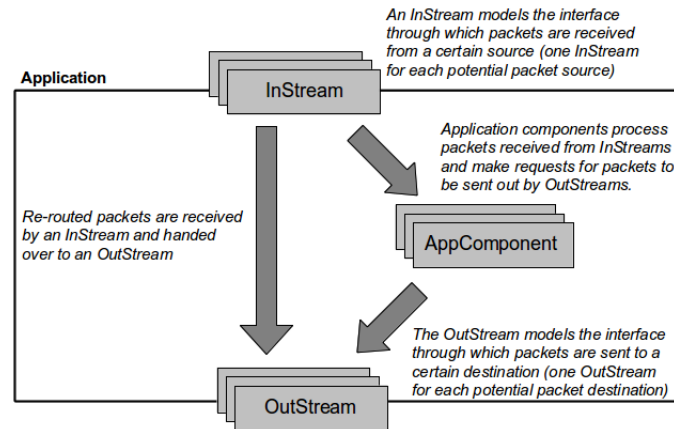 An InStream models the interface
through which packets are received
from a certain source (one InStream
for each potential packet source)
Application
InStream
Application components process
packets received from InStreams
and make requests for packets to
be sent out by OutStreams.
Re-routed packets are received
by an InStream and handed
over to an OutStream
AppComponent
The OutStream models the interface
through which packets are sent to a
certain destination (one OutStream
for each potential packet destination)
OutStream